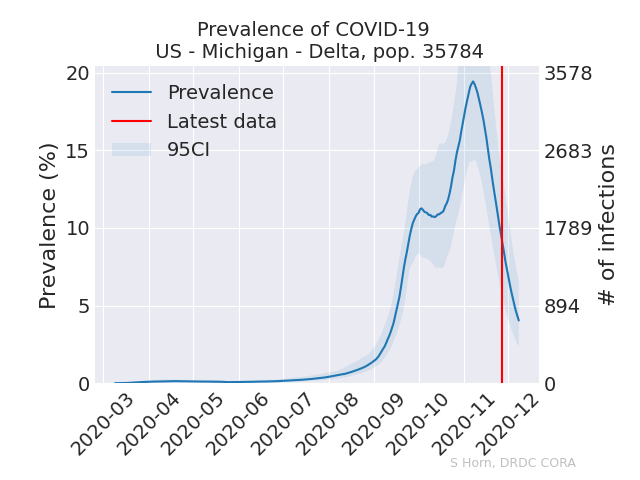 Prevalence of COVID-19
US - Michigan - Delta, pop. 35784
Prevalence
Latest data
95CI
Prevalence (%)
20
15
10
5
0
3578
2683
1789
894
0
# of infections
2020-03
2020-04
2020-05
2020-06
2020-07
2020-08
2020-09
2020-10
2020-11
2020-12
S Horn, DRDC CORA